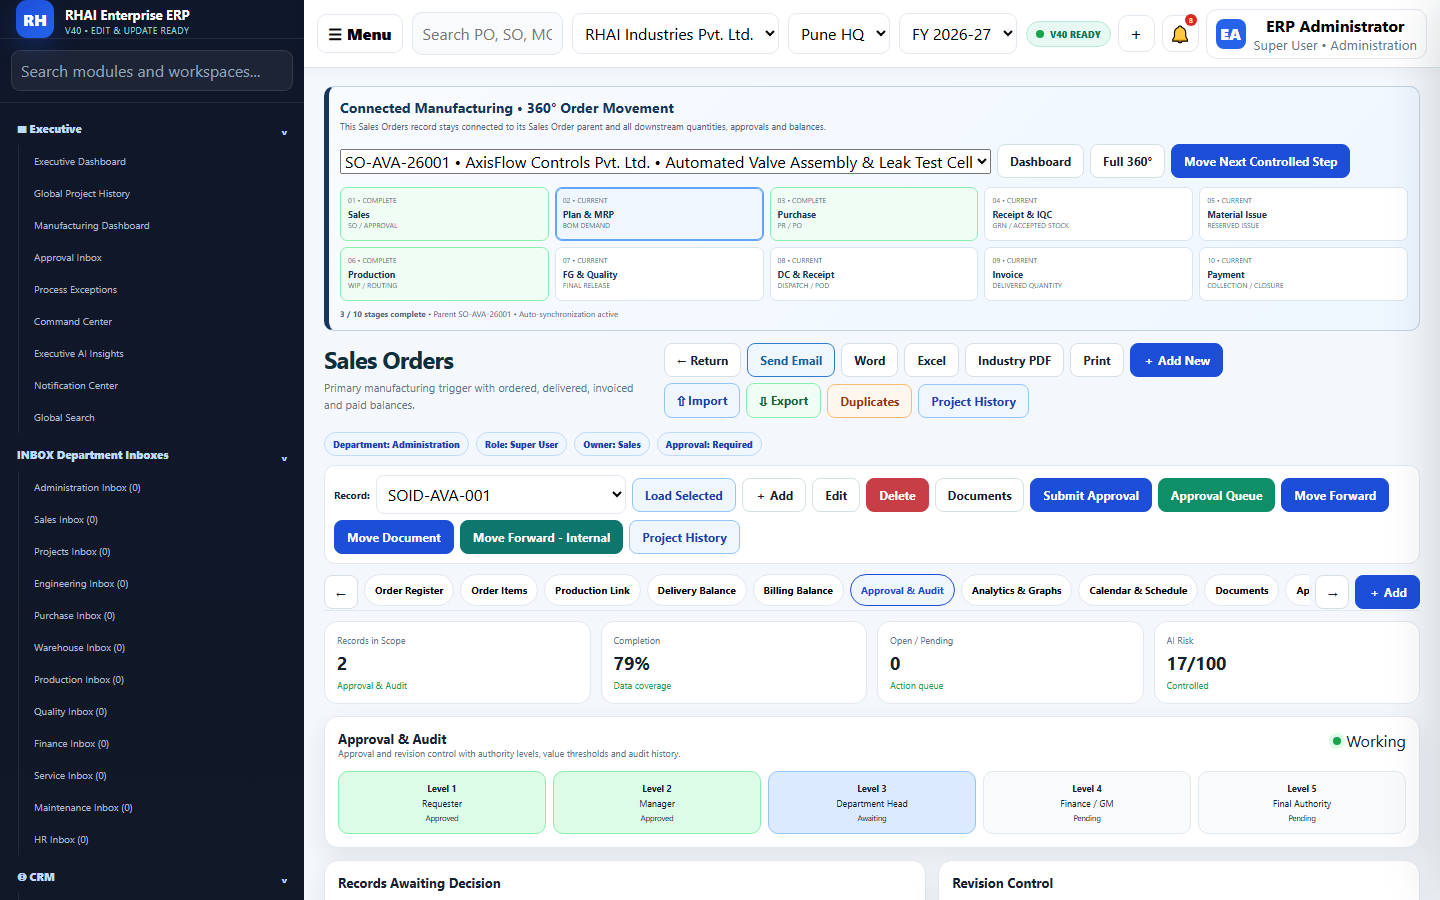 RH
RHAI Enterprise ERP
V40 • EDIT & UPDATE READY
Search modules and workspaces...
Executive
Executive Dashboard
Global Project History
Manufacturing Dashboard
Approval Inbox
Process Exceptions
Command Center
Executive AI Insights
Notification Center
Global Search
INBOX Department Inboxes
Administration Inbox (0)
Sales Inbox (0)
Projects Inbox (0)
Engineering Inbox (0)
Purchase Inbox (0)
Warehouse Inbox (0)
Production Inbox (0)
Quality Inbox (0)
Finance Inbox (0)
Service Inbox (0)
Maintenance Inbox (0)
HR Inbox (0)
CRM
☰ Menu
Search PO, SO, MO
RHAI Industries Pvt. Ltd.
Pune HQ
FY 2026-27
V40 READY
+
8
EA
ERP Administrator
Super User • Administration
Connected Manufacturing • 360° Order Movement
This Sales Orders record stays connected to its Sales Order parent and all downstream quantities, approvals and balances.
SO-AVA-26001 • AxisFlow Controls Pvt. Ltd. • Automated Valve Assembly & Leak Test Cell
Dashboard
Full 360°
Move Next Controlled Step
01 • COMPLETE
Sales
SO / APPROVAL
02 • CURRENT
Plan & MRP
BOM DEMAND
03 • COMPLETE
Purchase
PR / PO
04 • CURRENT
Receipt & IQC
GRN / ACCEPTED STOCK
05 • CURRENT
Material Issue
RESERVED ISSUE
06 • COMPLETE
Production
WIP / ROUTING
07 • CURRENT
FG & Quality
FINAL RELEASE
08 • CURRENT
DC & Receipt
DISPATCH / POD
09 • CURRENT
Invoice
DELIVERED QUANTITY
10 • CURRENT
Payment
COLLECTION / CLOSURE
3 / 10 stages complete • Parent SO-AVA-26001 • Auto-synchronization active
Sales Orders
Primary manufacturing trigger with ordered, delivered, invoiced
and paid balances.
← Return
Send Email
Word
Excel
Industry PDF
Print
+ Add New
⇧ Import
⇩ Export
Duplicates
Project History
Department: Administration
Role: Super User
Owner: Sales
Approval: Required
Record:
SOID-AVA-001
Load Selected
+ Add
Edit
Delete
Documents
Submit Approval
Approval Queue
Move Forward
Move Document
Move Forward - Internal
Project History
←
Order Register
Order Items
Production Link
Delivery Balance
Billing Balance
Approval & Audit
Analytics & Graphs
Calendar & Schedule
Documents
Ap
→
+ Add
Records in Scope
2
Approval & Audit
Completion
79%
Data coverage
Open / Pending
0
Action queue
AI Risk
17/100
Controlled
Approval & Audit
Approval and revision control with authority levels, value thresholds and audit history.
Working
Level 1
Requester
Approved
Level 2
Manager
Approved
Level 3
Department Head
Awaiting
Level 4
Finance / GM
Pending
Level 5
Final Authority
Pending
Records Awaiting Decision
Revision Control